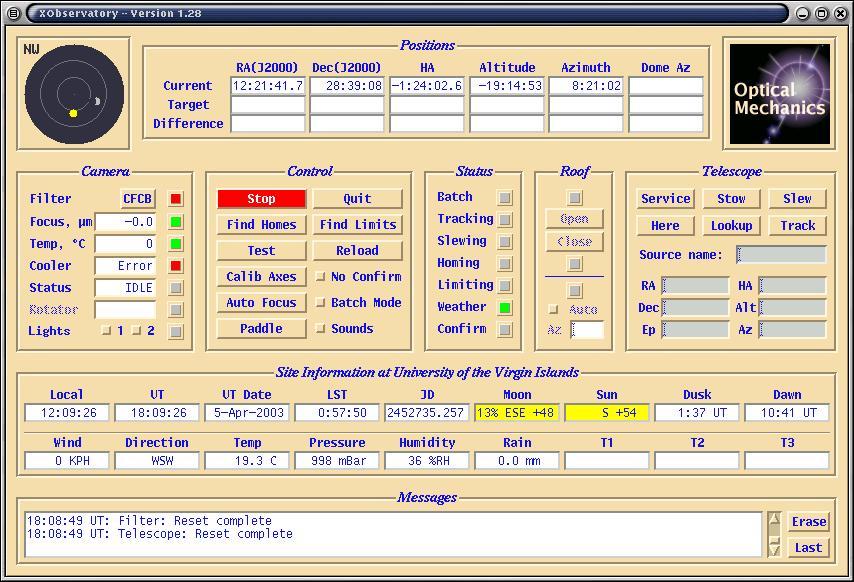 XObservatory -- Version 1.28
NW
Positions
RA(J2000) Dec(J2000) HA Altitude Azimuth Dome Az
Current 12:21:41.7 28:39:08 -1:24:02.6 -19:14:53 8:21:02
Target
Difference
Optical
Mechanics
Camera
Filter CFCB
Focus, µm -0.0
Temp, °C 0
Cooler Error
Status IDLE
Rotator
Lights 1 2
Control
Stop Quit
Find Homes Find Limits
Test Reload
Calib Axes No Confirm
Auto Focus Batch Mode
Paddle Sounds
Status
Batch
Tracking
Slewing
Homing
Limiting
Weather
Confirm
Roof
Open
Close
Auto
Az
Telescope
Service Stow Slew
Here Lookup Track
Source name:
RA HA
Dec Alt
Ep Az
Site Information at University of the Virgin Islands
Local UT UT Date LST JD Moon Sun Dusk Dawn
12:09:26 18:09:26 5-Apr-2003 0:57:50 2452735.257 13% ESE +48 S +54 1:37 UT 10:41 UT
Wind Direction Temp Pressure Humidity Rain T1 T2 T3
0 KPH WSW 19.3 C 998 mBar 36 %RH 0.0 mm
Messages
18:08:49 UT: Filter: Reset complete
18:08:49 UT: Telescope: Reset complete
Erase
Last